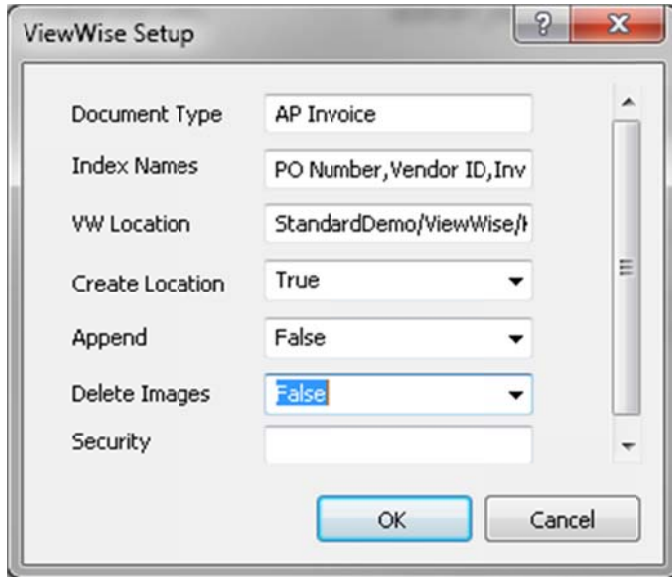 ViewWise Setup
Document Type AP Invoice
Index Names PO Number,Vendor ID,Inv
VW Location StandardDemo/ViewWise/
Create Location True
Append False
Delete Images False
Security
OK Cancel